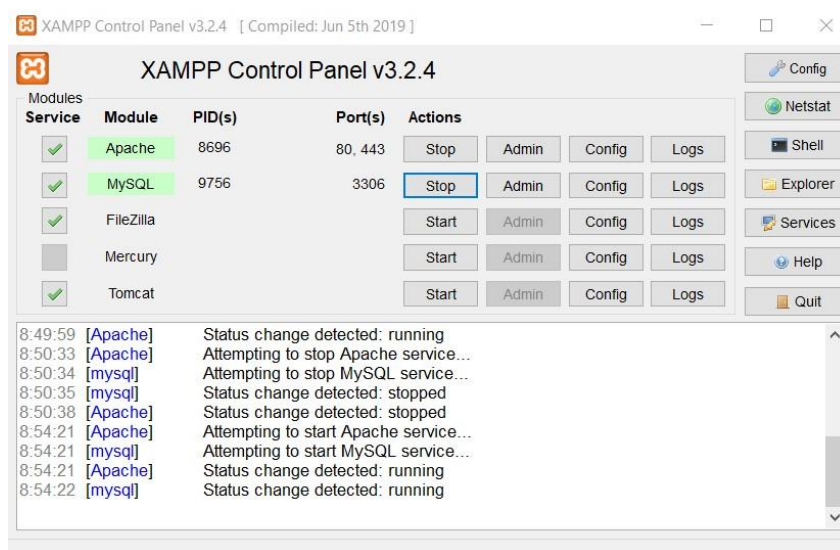 XAMPP Control Panel v3.2.4 [ Compiled: Jun 5th 2019 ]
XAMPP Control Panel v3.2.4
Config
Modules
Service Module PID(s) Port(s) Actions
Netstat
Apache 8696 80, 443 Stop Admin Config Logs
Shell
MySQL 9756 3306 Stop Admin Config Logs
Explorer
FileZilla Start Admin Config Logs
Services
Mercury Start Admin Config Logs
Help
Tomcat Start Admin Config Logs
Quit
8:49:59 [Apache] Status change detected: running
8:50:33 [Apache] Attempting to stop Apache service...
8:50:34 [mysql] Attempting to stop MySQL service...
8:50:35 [mysql] Status change detected: stopped
8:50:38 [Apache] Status change detected: stopped
8:54:21 [Apache] Attempting to start Apache service...
8:54:21 [mysql] Attempting to start MySQL service...
8:54:21 [Apache] Status change detected: running
8:54:22 [mysql] Status change detected: running